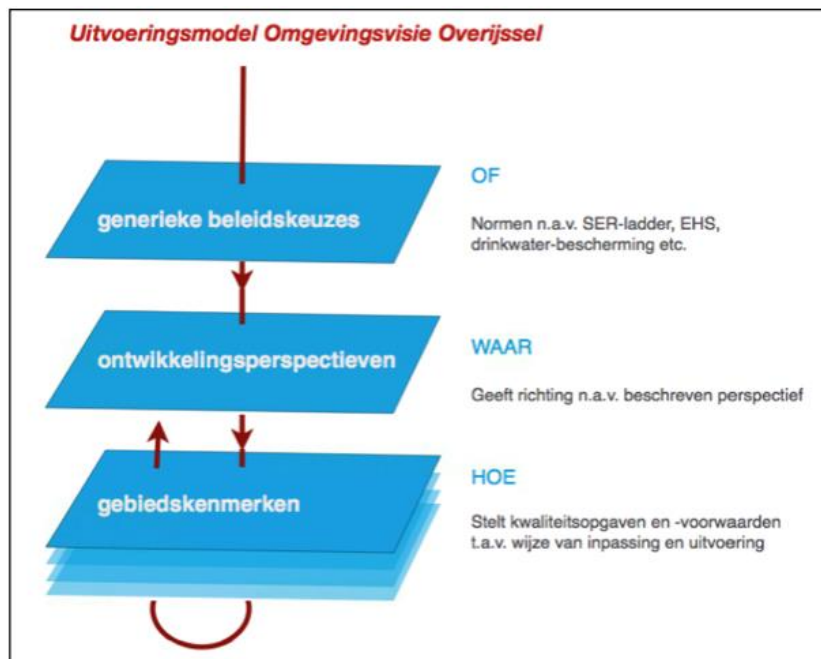 Uitvoeringsmodel Omgevingsvisie Overijssel
generieke beleidskeuzes
OF
Normen n.a.v. SER-ladder, EHS,
drinkwater-bescherming etc.
ontwikkelingsperspectieven
WAAR
Geeft richting n.a.v. beschreven perspectief
gebiedskenmerken
HOE
Stelt kwaliteitsopgaven en -voorwaarden
t.a.v. wijze van inpassing en uitvoering